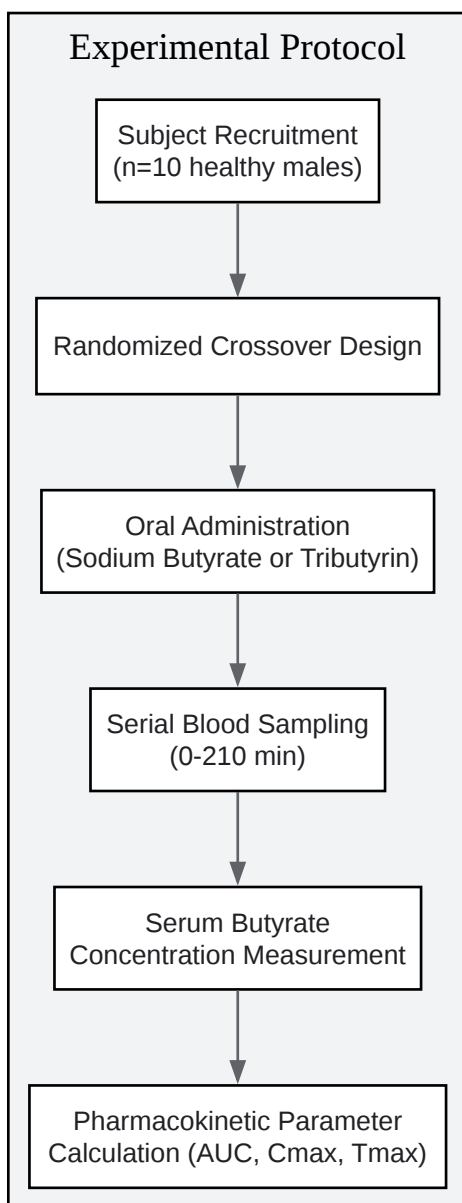 Experimental Protocol
Subject Recruitment
(n=10 healthy males)
Randomized Crossover Design
Oral Administration
(Sodium Butyrate or Tributyrin)
Serial Blood Sampling
(0-210 min)
Serum Butyrate
Concentration Measurement
Pharmacokinetic Parameter
Calculation (AUC, Cmax, Tmax)